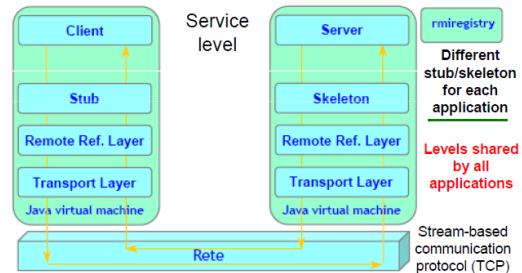 Client
Stub
Remote Ref. Layer
Transport Layer
Java virtual machine
Service
level
Server
Skeleton
Remote Ref. Layer
Transport Layer
Java virtual machine
rmiregistry
Different
stub/skeleton
for each
application
Levels shared
by all
applications
Rete
Stream-based
communication
protocol (TCP)